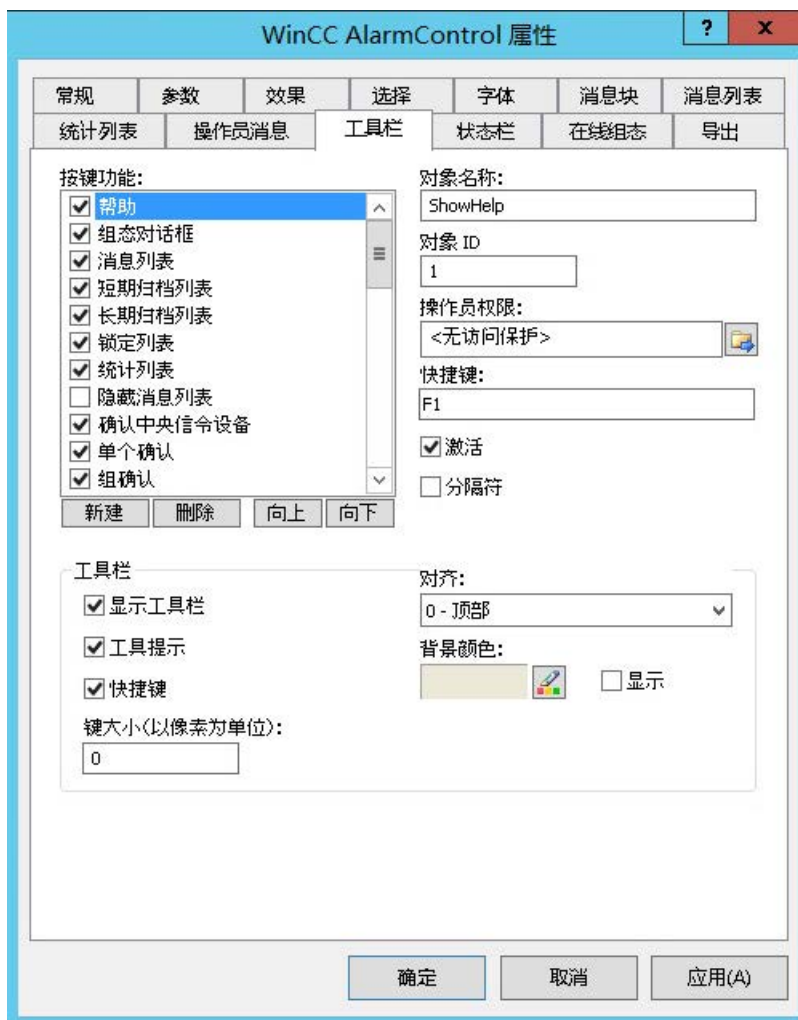 WinCC AlarmControl 属性
?
x
常规 参数 效果 选择 字体 消息块 消息列表
统计列表 操作员消息 工具栏 状态栏 在线组态 导出
按键功能:
帮助
组态对话框
消息列表
短期归档列表
长期归档列表
锁定列表
统计列表
隐藏消息列表
确认中央信令设备
单个确认
组确认
新建 删除 向上 向下
对象名称:
ShowHelp
对象 ID
1
操作员权限:
<无访问保护>
快捷键:
F1
激活
分隔符
工具栏
显示工具栏
工具提示
快捷键
键大小(以像素为单位):
0
对齐:
0 - 顶部
背景颜色:
显示
确定 取消 应用(A)